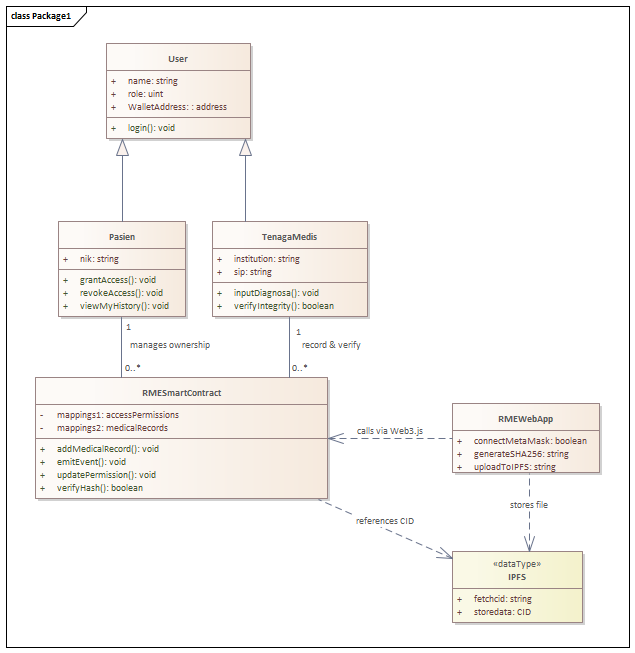 class Package1
User
+ name: string
+ role: uint
+ WalletAddress: : address
+ login(): void
Pasien
+ nik: string
+ grantAccess(): void
+ revokeAccess(): void
+ viewMyHistory(): void
TenagaMedis
+ institution: string
+ sip: string
+ inputDiagnosa(): void
+ verifyIntegrity(): boolean
1
manages ownership
0..*
1
record & verify
0..*
RMESmartContract
- mappings1: accessPermissions
- mappings2: medicalRecords
+ addMedicalRecord(): void
+ emitEvent(): void
+ updatePermission(): void
+ verifyHash(): boolean
calls via Web3.js
RMEWebApp
+ connectMetaMask: boolean
+ generateSHA256: string
+ uploadToIPFS: string
stores file
references CID
«dataType»
IPFS
+ fetchcid: string
+ storedata: CID